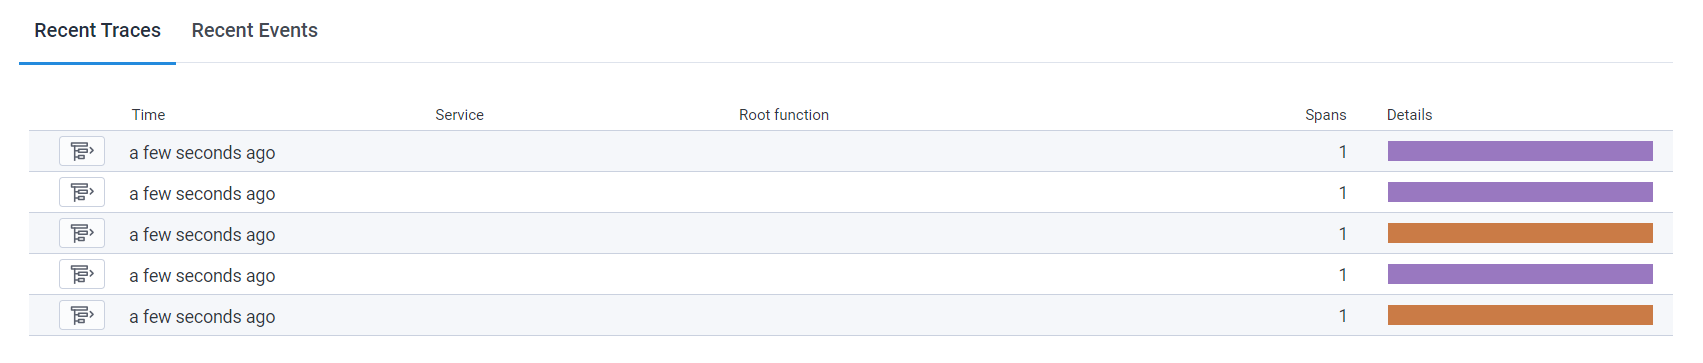 Recent Traces Recent Events
Time Service Root function Spans Details
a few seconds ago 1
a few seconds ago 1
a few seconds ago 1
a few seconds ago 1
a few seconds ago 1